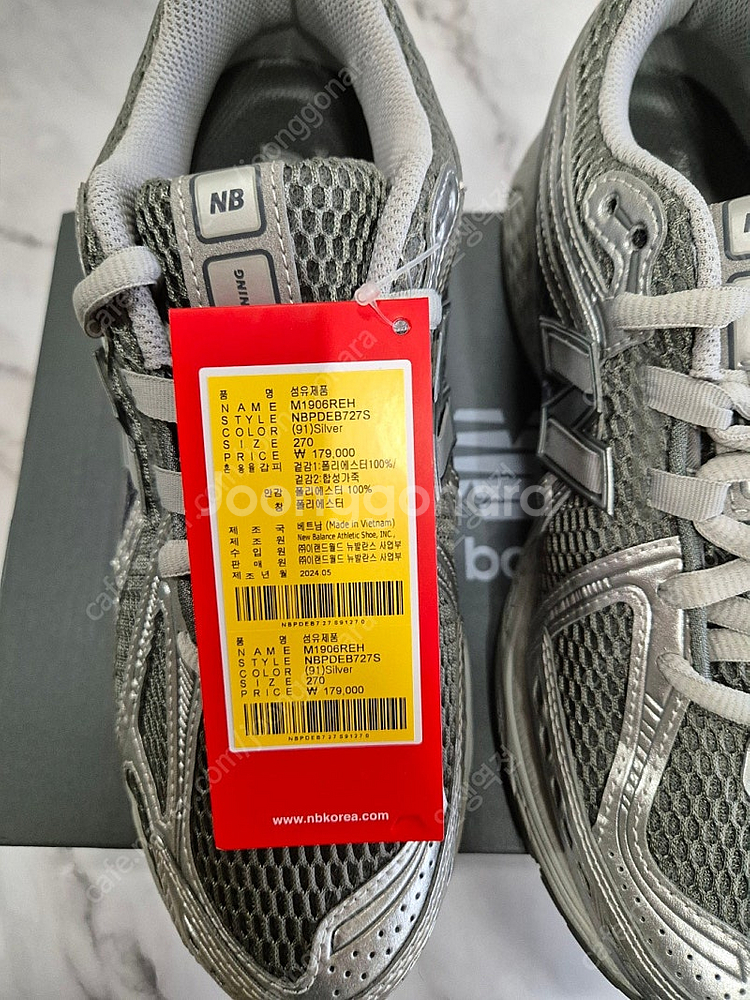 NB
NING
품 명 섬유제품
NAME M1906REH
STYLE NBPDEB727S
COLOR (91)Silver
SIZE 270
PRICE ₩ 179,000
혼용율 겉피 겉감1:폴리에스터100%/
겉감2:합성가죽
안감 폴리에스터 100%
창 폴리에스터
제조국 베트남 (Made in Vietnam)
제조원 New Balance Athletic Shoe, INC.,
수입원 ㈜이랜드월드 뉴발란스 사업부
판매원 ㈜이랜드월드 뉴발란스 사업부
제조년월 2024.05
NBPDEB727S91270
품 명 섬유제품
NAME M1906REH
STYLE NBPDEB727S
COLOR (91)Silver
SIZE 270
PRICE ₩ 179,000
NBPDEB727S91270
www.nbkorea.com
Joonggonara